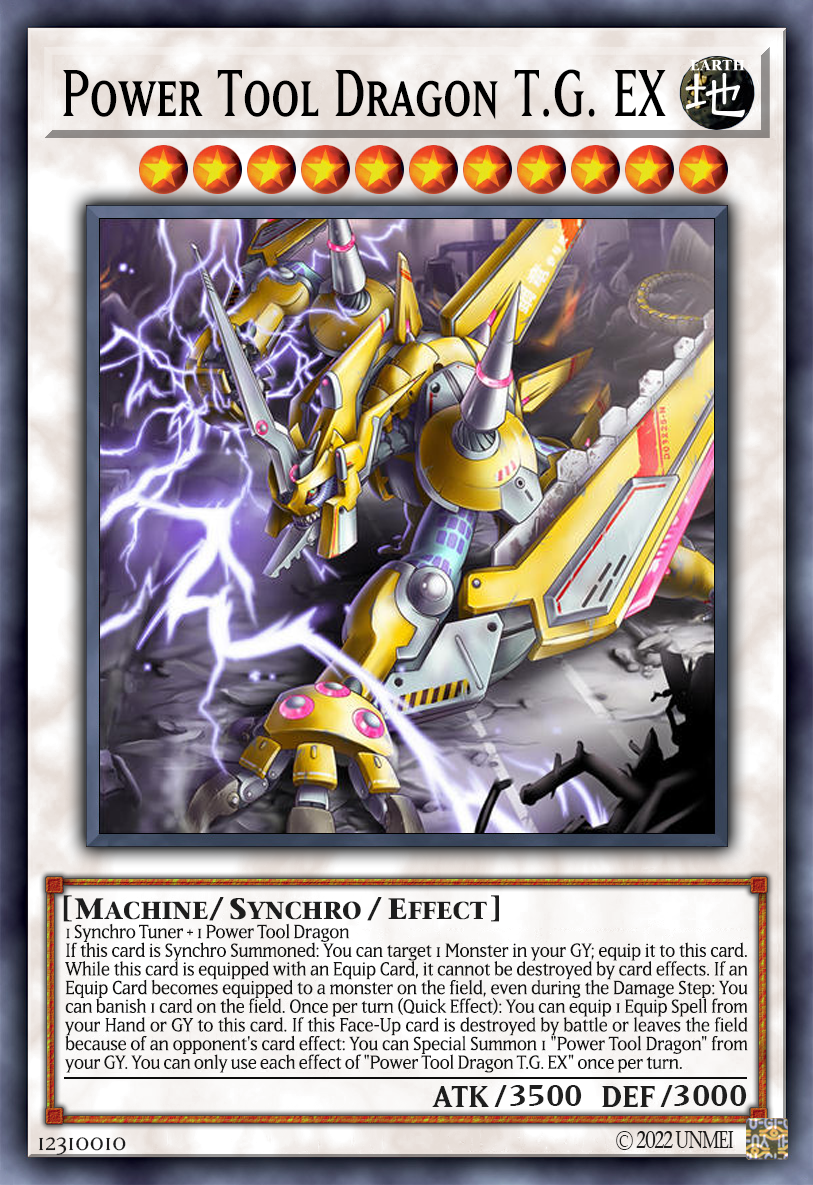 Power Tool Dragon T.G. EX
EARTH
地
[Machine/ Synchro / Effect]
1 Synchro Tuner + 1 Power Tool Dragon
If this card is Synchro Summoned: You can target 1 Monster in your GY; equip it to this card.
While this card is equipped with an Equip Card, it cannot be destroyed by card effects. If an
Equip Card becomes equipped to a monster on the field, even during the Damage Step: You
can banish 1 card on the field. Once per turn (Quick Effect): You can equip 1 Equip Spell from
your Hand or GY to this card. If this Face-Up card is destroyed by battle or leaves the field
because of an opponent's card effect: You can Special Summon 1 "Power Tool Dragon" from
your GY. You can only use each effect of "Power Tool Dragon T.G. EX" once per turn.
ATK/3500 DEF/3000
12310010
© 2022 UNMEI